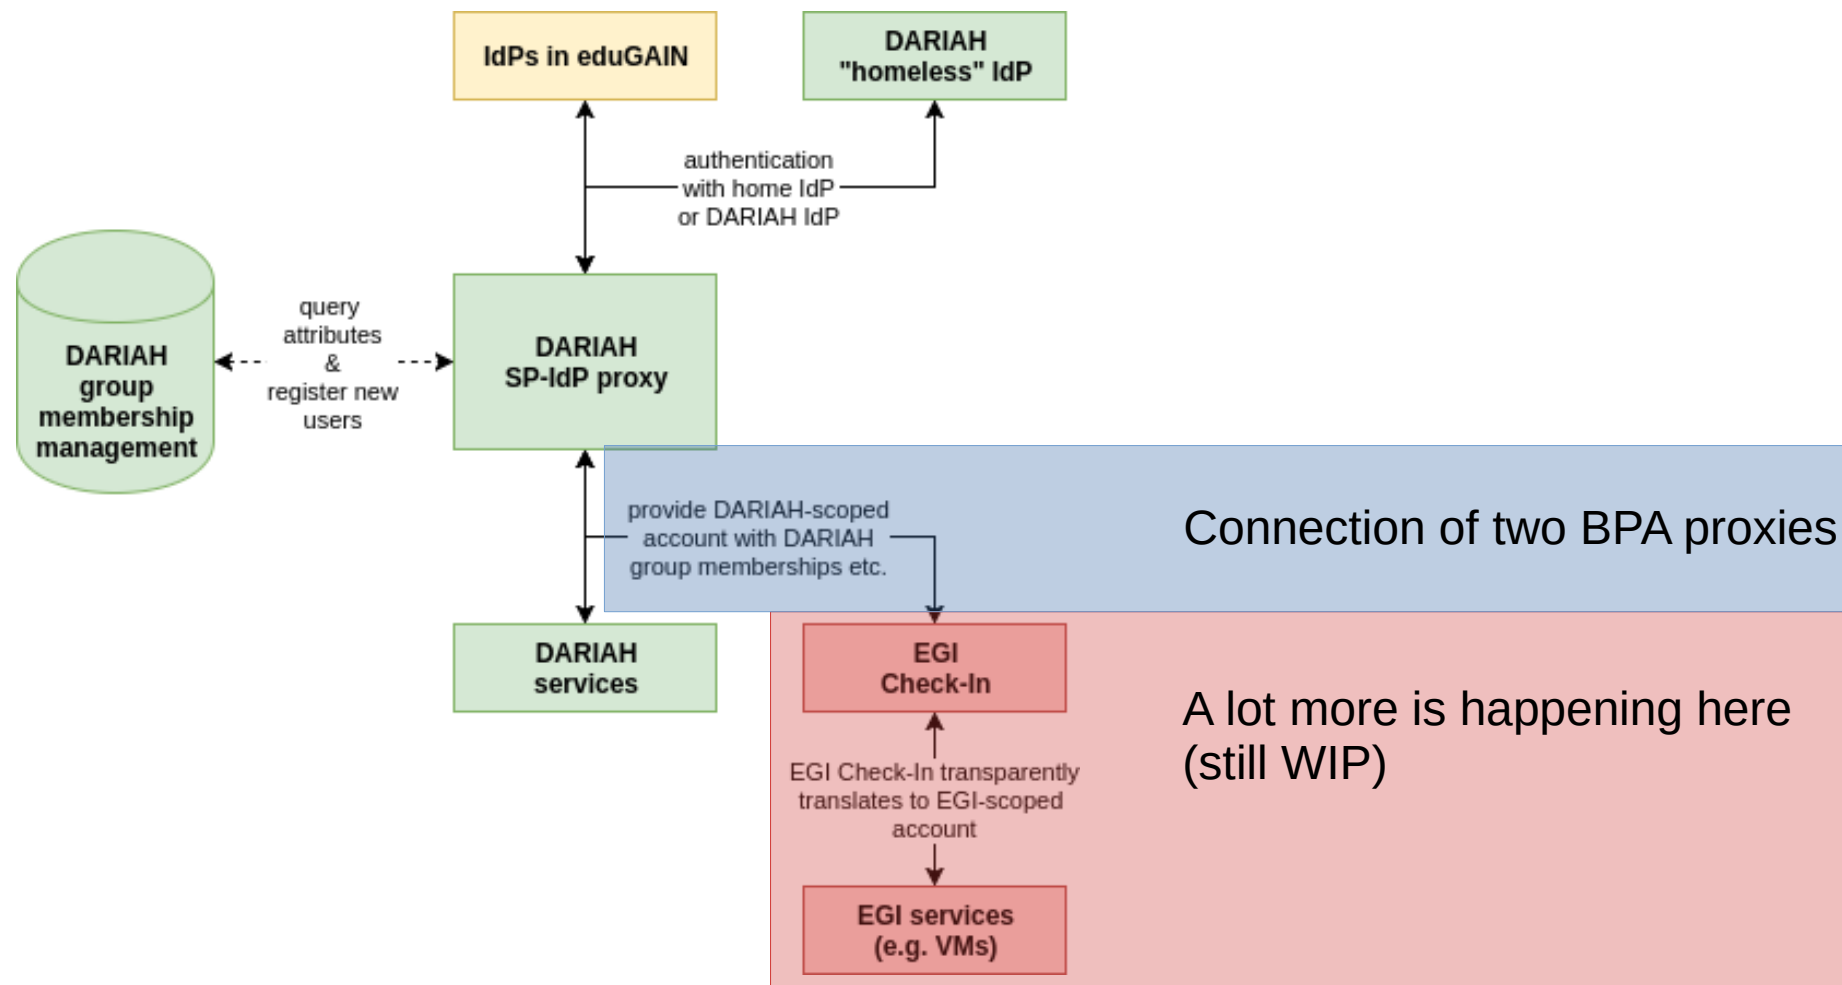 IdPs in eduGAIN
DARIAH
"homeless" IdP
authentication
with home IdP
or DARIAH IdP
DARIAH
group
membership
management
query
attributes
&
register new
users
DARIAH
SP-IdP proxy
provide DARIAH-scoped
account with DARIAH
group memberships etc.
Connection of two BPA proxies
DARIAH
services
EGI
Check-In
A lot more is happening here
(still WIP)
EGI Check-In transparently
translates to EGI-scoped
account
EGI services
(e.g. VMs)